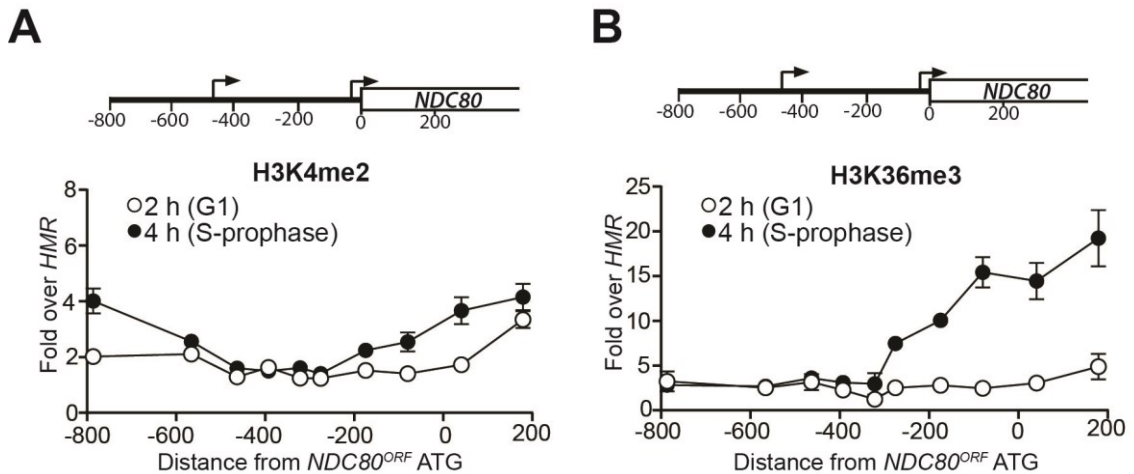 A
NDC80
-800 -600 -400 -200 0 200
H3K4me2
2 h (G1)
4 h (S-prophase)
Fold over HMR
8
6
4
2
0
-800 -600 -400 -200 0 200
Distance from NDC80ORF ATG
B
NDC80
-800 -600 -400 -200 0 200
H3K36me3
2 h (G1)
4 h (S-prophase)
Fold over HMR
25
20
15
10
5
0
-800 -600 -400 -200 0 200
Distance from NDC80ORF ATG